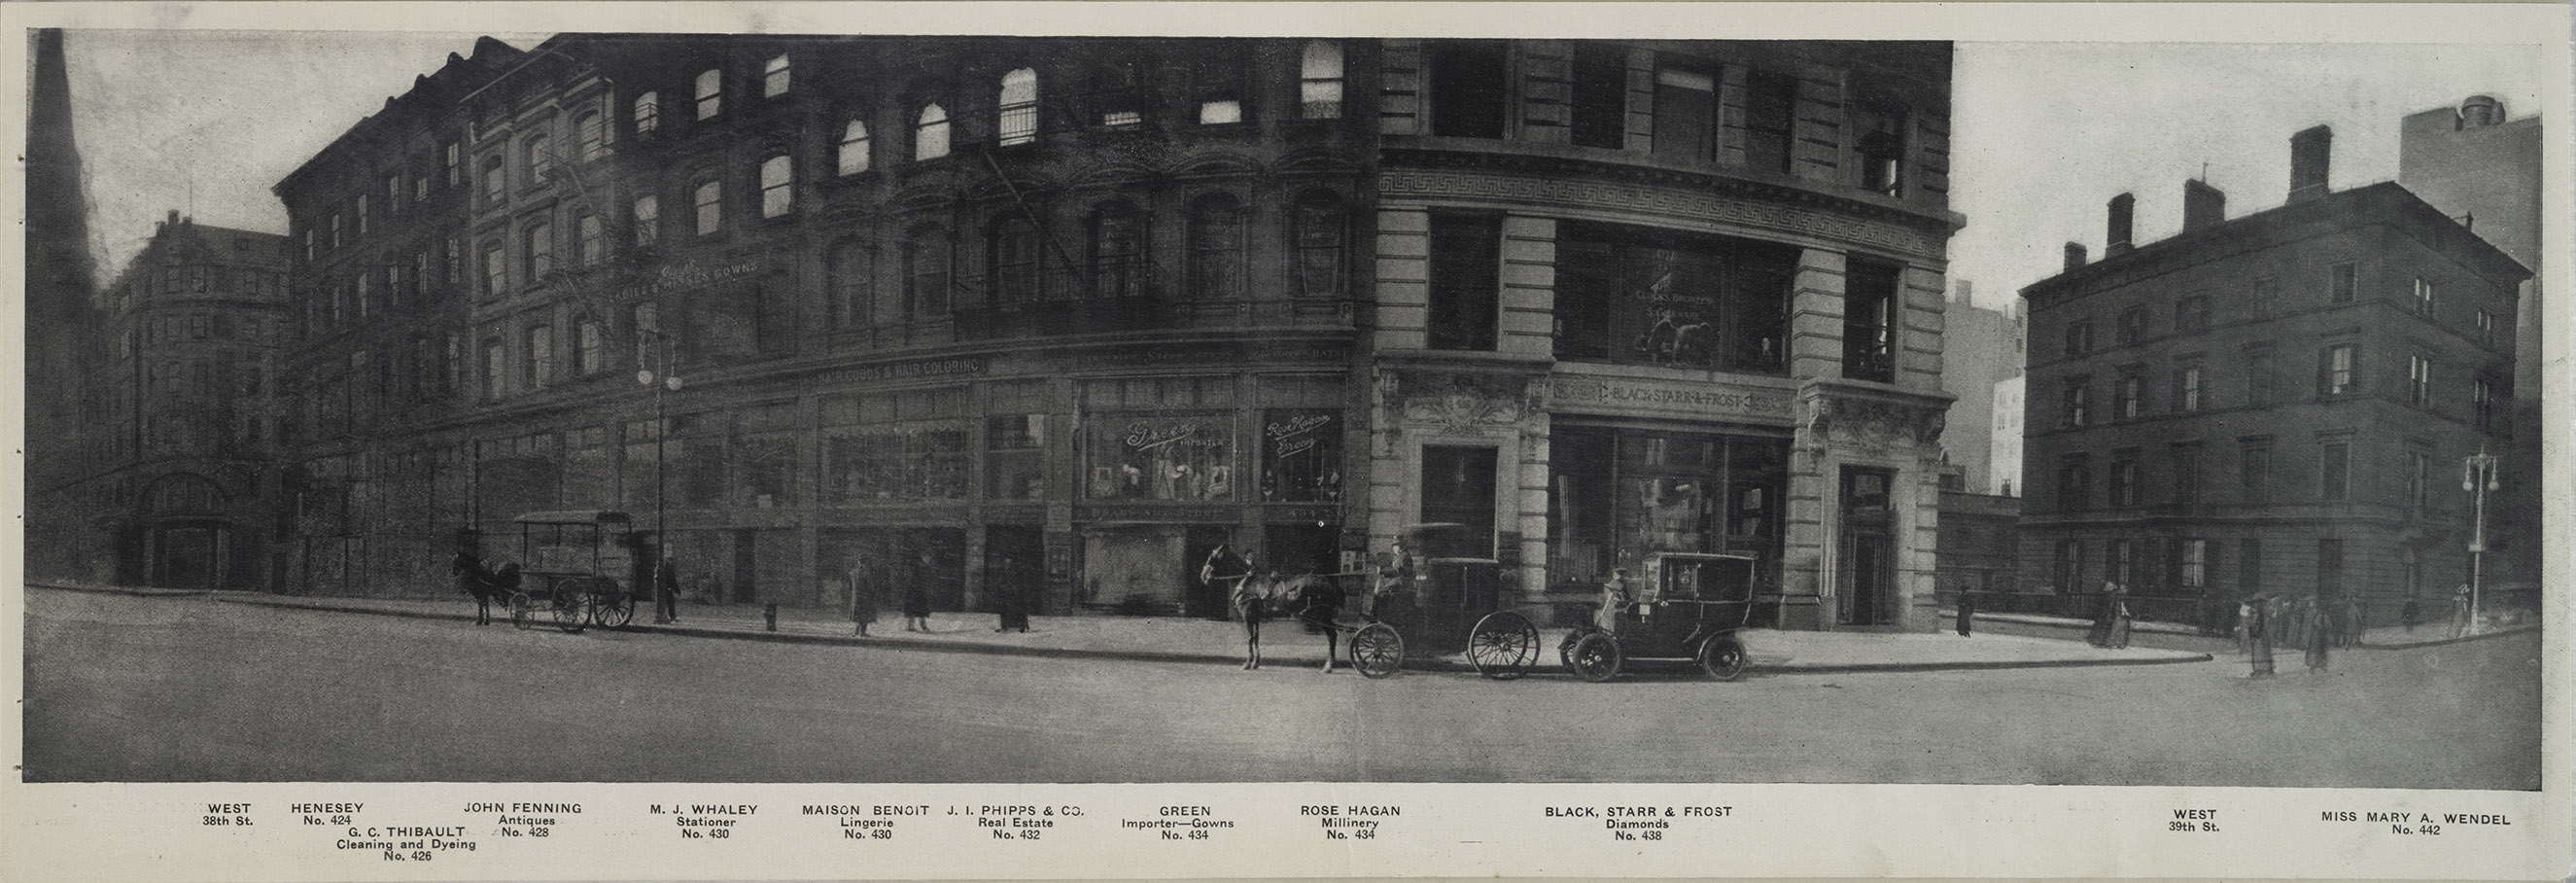 LADIES & MISSES GOWNS
HAIR GOODS & HAIR COLORING
HATS
Green
IMPORTER
Rose Hagan
Green
CLOCKS BRONZES
BLACK STARR & FROST
WEST
38th St.
HENESEY
No. 424
G. C. THIBAULT
Cleaning and Dyeing
No. 426
JOHN FENNING
Antiques
No. 428
M. J. WHALEY
Stationer
No. 430
MAISON BENOIT
Lingerie
No. 430
J. I. PHIPPS & CO.
Real Estate
No. 432
GREEN
Importer—Gowns
No. 434
ROSE HAGAN
Millinery
No. 434
BLACK, STARR & FROST
Diamonds
No. 438
WEST
39th St.
MISS MARY A. WENDEL
No. 442